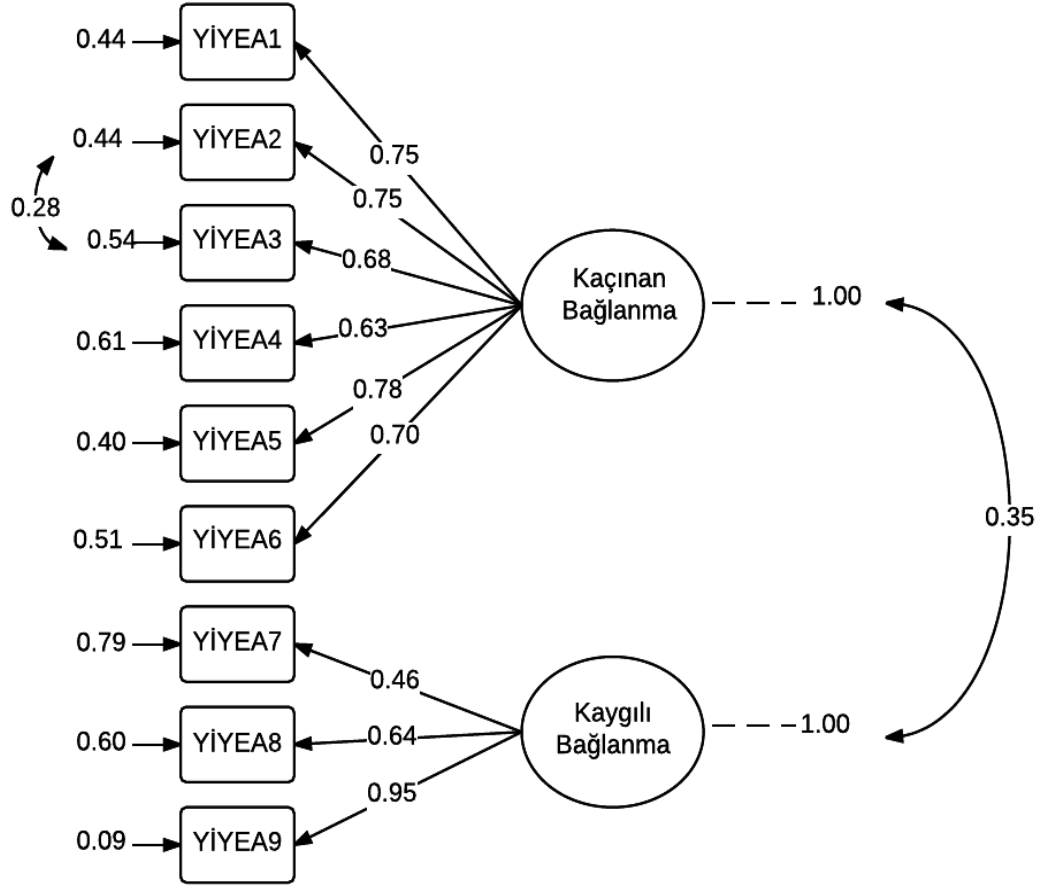 0.44
YİYEA1
0.75
0.44
YİYEA2
0.75
0.28
0.54
YİYEA3
0.68
0.61
YİYEA4
0.63
0.40
YİYEA5
0.78
0.51
YİYEA6
0.70
Kaçınan
Bağlanma
1.00
0.35
0.79
YİYEA7
0.46
0.60
YİYEA8
0.64
0.09
YİYEA9
0.95
Kaygılı
Bağlanma
1.00